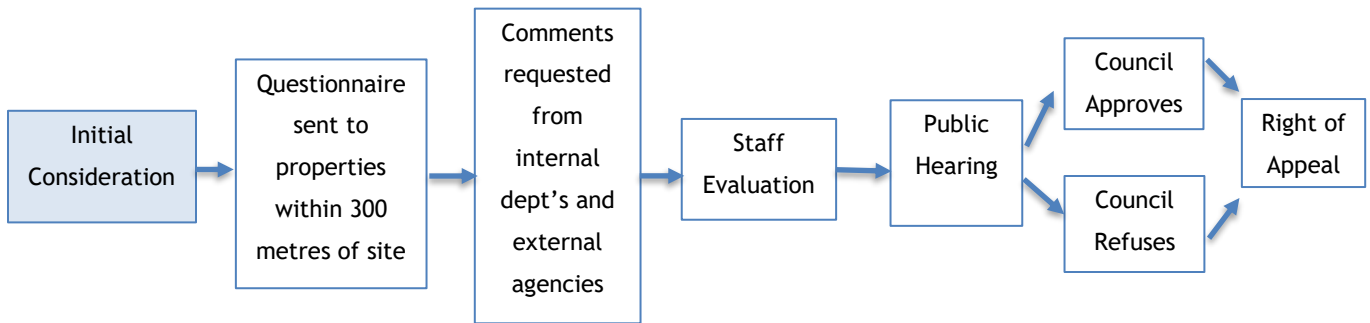 Initial
Consideration
Questionnaire
sent to
properties
within 300
metres of site
Comments
requested
from
internal
dept’s and
external
agencies
Staff
Evaluation
Public
Hearing
Council
Approves
Council
Refuses
Right of
Appeal